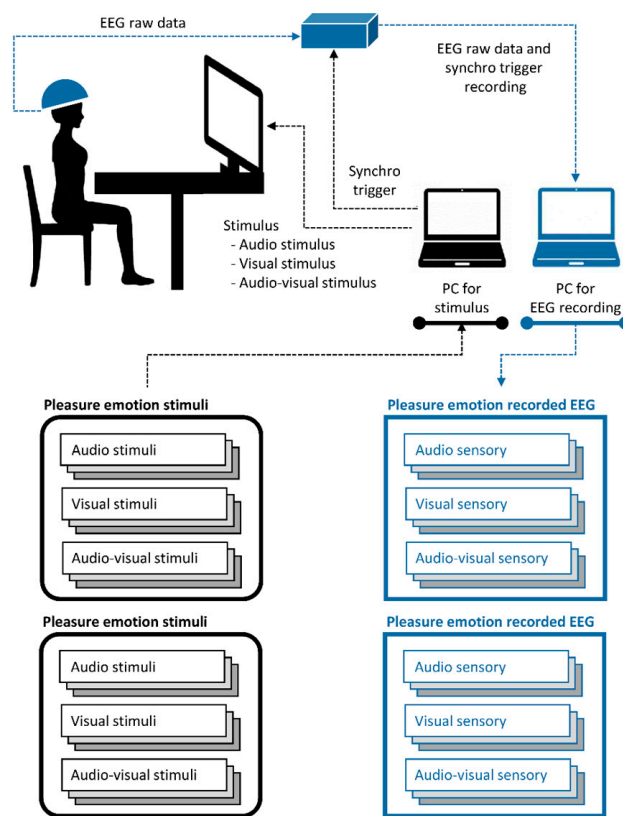 EEG raw data
EEG raw data and
synchro trigger
recording
Synchro
trigger
Stimulus
- Audio stimulus
- Visual stimulus
- Audio-visual stimulus
PC for
stimulus
PC for
EEG recording
Pleasure emotion stimuli
Audio stimuli
Visual stimuli
Audio-visual stimuli
Pleasure emotion recorded EEG
Audio sensory
Visual sensory
Audio-visual sensory
Pleasure emotion stimuli
Audio stimuli
Visual stimuli
Audio-visual stimuli
Pleasure emotion recorded EEG
Audio sensory
Visual sensory
Audio-visual sensory